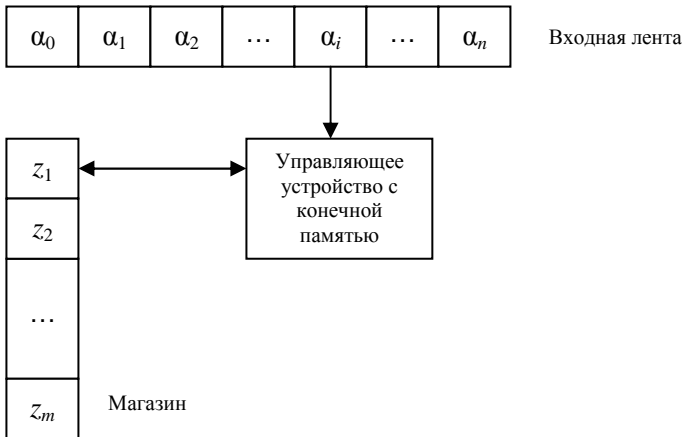 α₀ α₁ α₂ … αᵢ … αₙ Входная лента
z₁
Управляющее
устройство с
конечной
памятью
z₂
…
zₘ Магазин